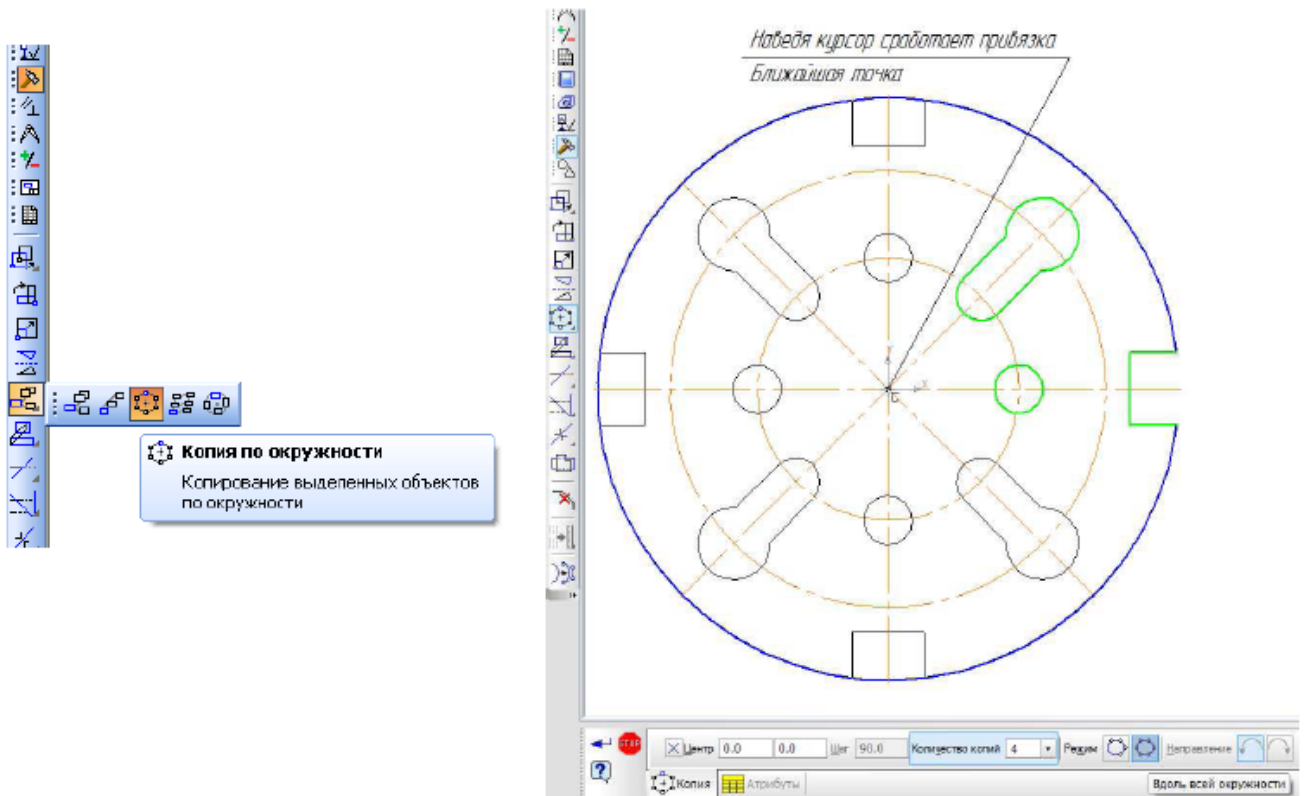 Копия по окружности
Копирование выделенных объектов
по окружности
Наведя курсор сработает привязка
Ближайшая точка
Y
X
STOP
Центр 0.0 0.0 Шаг 90.0 Количество копий 4 Режим Направление
?
Копия Атрибуты Вдоль всей окружности